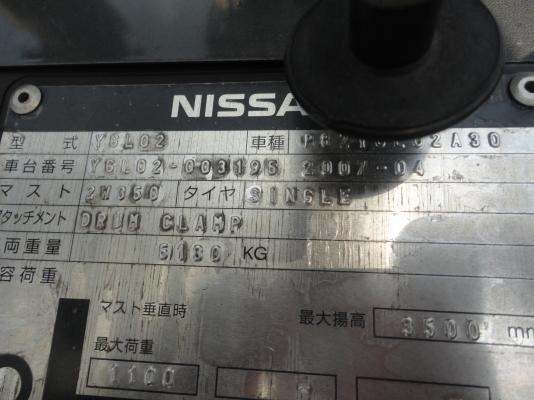 NISSA
型式 YGL02 車種
車台番号 YGL02-003195 2007-04
マスト 2W350 タイヤ SINGLE
アタッチメント DRUM CLAMP
両重量 5130 KG
容荷重
マスト垂直時 最大揚高 3500 mm
最大荷重
1100